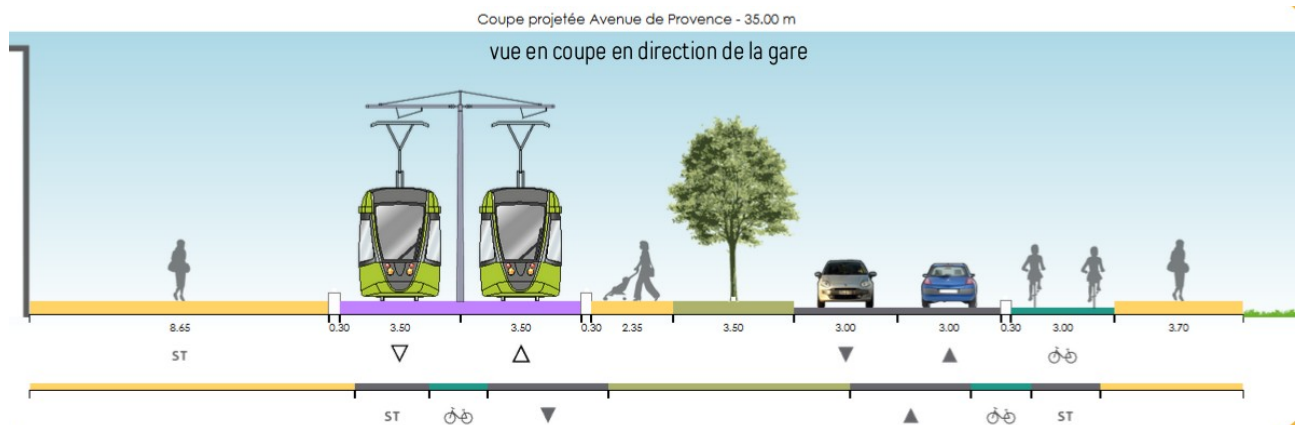 Coupe projetée Avenue de Provence - 35.00 m
vue en coupe en direction de la gare
8.65 0.30 3.50 3.50 0.30 2.35 3.50 3.00 3.00 0.30 3.00 3.70
ST
ST ST